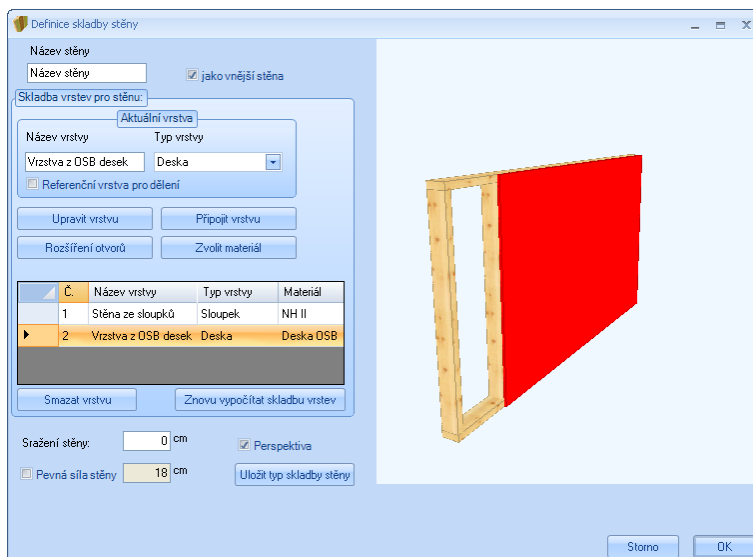 Definice skladby stěny
Název stěny
Název stěny
jako vnější stěna
Skladba vrstev pro stěnu:
Aktuální vrstva
Název vrstvy Typ vrstvy
Vrzstva z OSB desek Deska
Referenční vrstva pro dělení
Upravit vrstvu Připojit vrstvu
Rozšíření otvorů Zvolit materiál
Č. Název vrstvy Typ vrstvy Materiál
1 Stěna ze sloupků Sloupek NH II
2 Vrzstva z OSB desek Deska Deska OSB
Smazat vrstvu Znovu vypočítat skladbu vrstev
Sražení stěny: 0 cm Perspektiva
Pevná síla stěny 18 cm Uložit typ skladby stěny
Storno OK